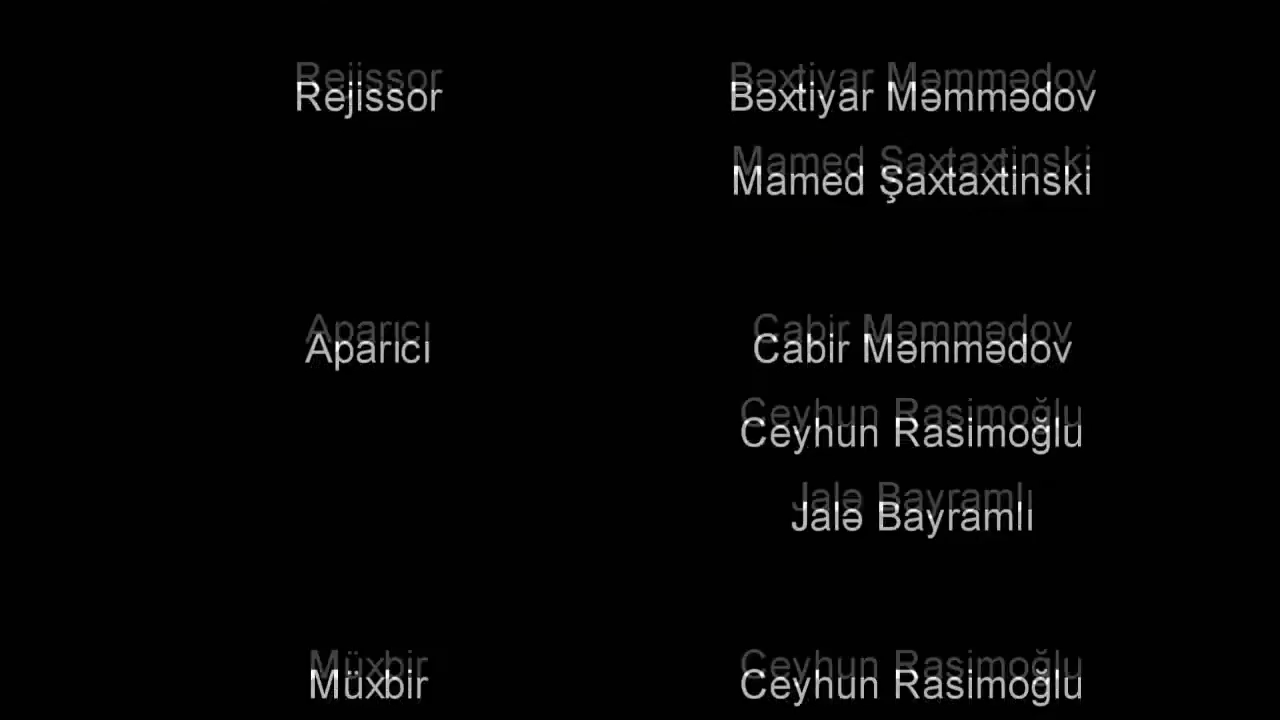 Rejissor Bəxtiyar Məmmədov
Mamed Şaxtaxtinski
Aparıcı Cabir Məmmədov
Ceyhun Rasimoğlu
Jalə Bayramlı
Müxbir Ceyhun Rasimoğlu